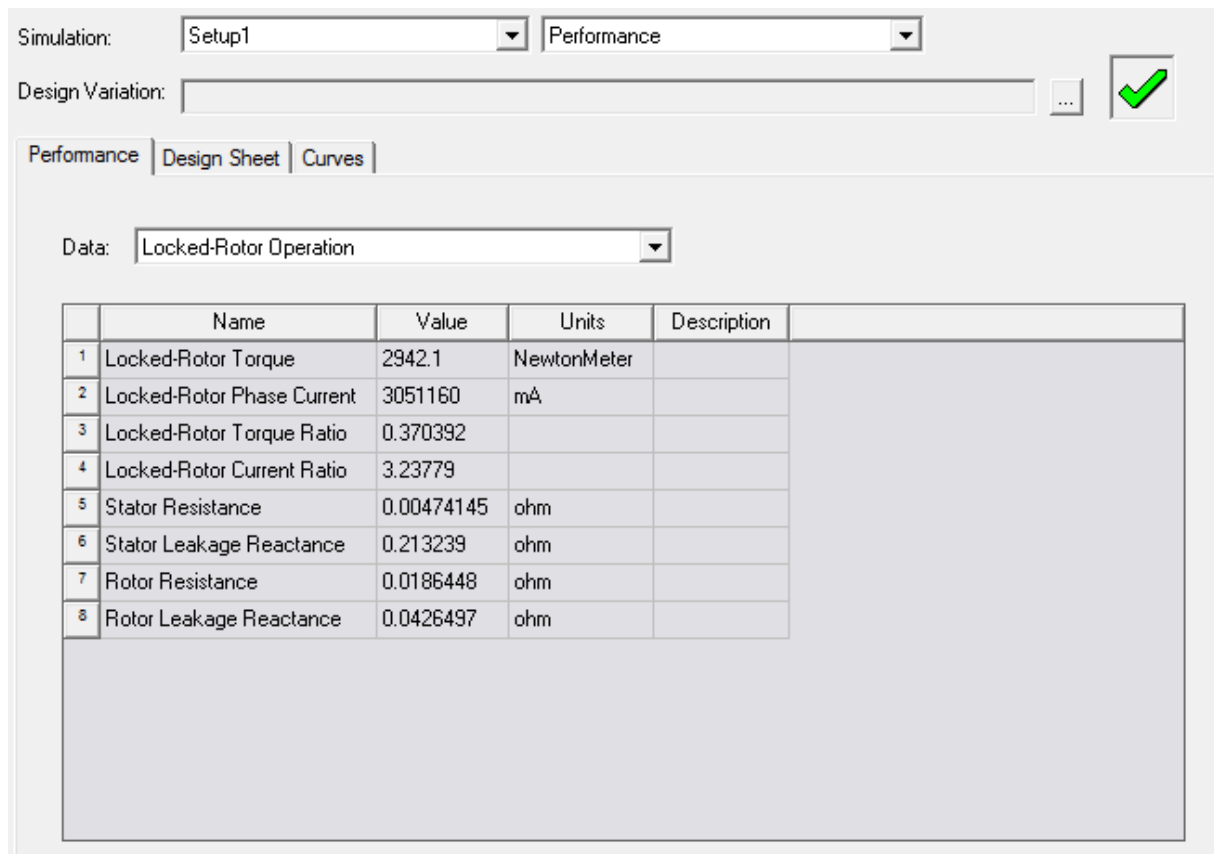 Simulation: Setup1 Performance
Design Variation: ...
Performance Design Sheet Curves
Data: Locked-Rotor Operation
Name Value Units Description
1 Locked-Rotor Torque 2942.1 NewtonMeter
2 Locked-Rotor Phase Current 3051160 mA
3 Locked-Rotor Torque Ratio 0.370392
4 Locked-Rotor Current Ratio 3.23779
5 Stator Resistance 0.00474145 ohm
6 Stator Leakage Reactance 0.213239 ohm
7 Rotor Resistance 0.0186448 ohm
8 Rotor Leakage Reactance 0.0426497 ohm